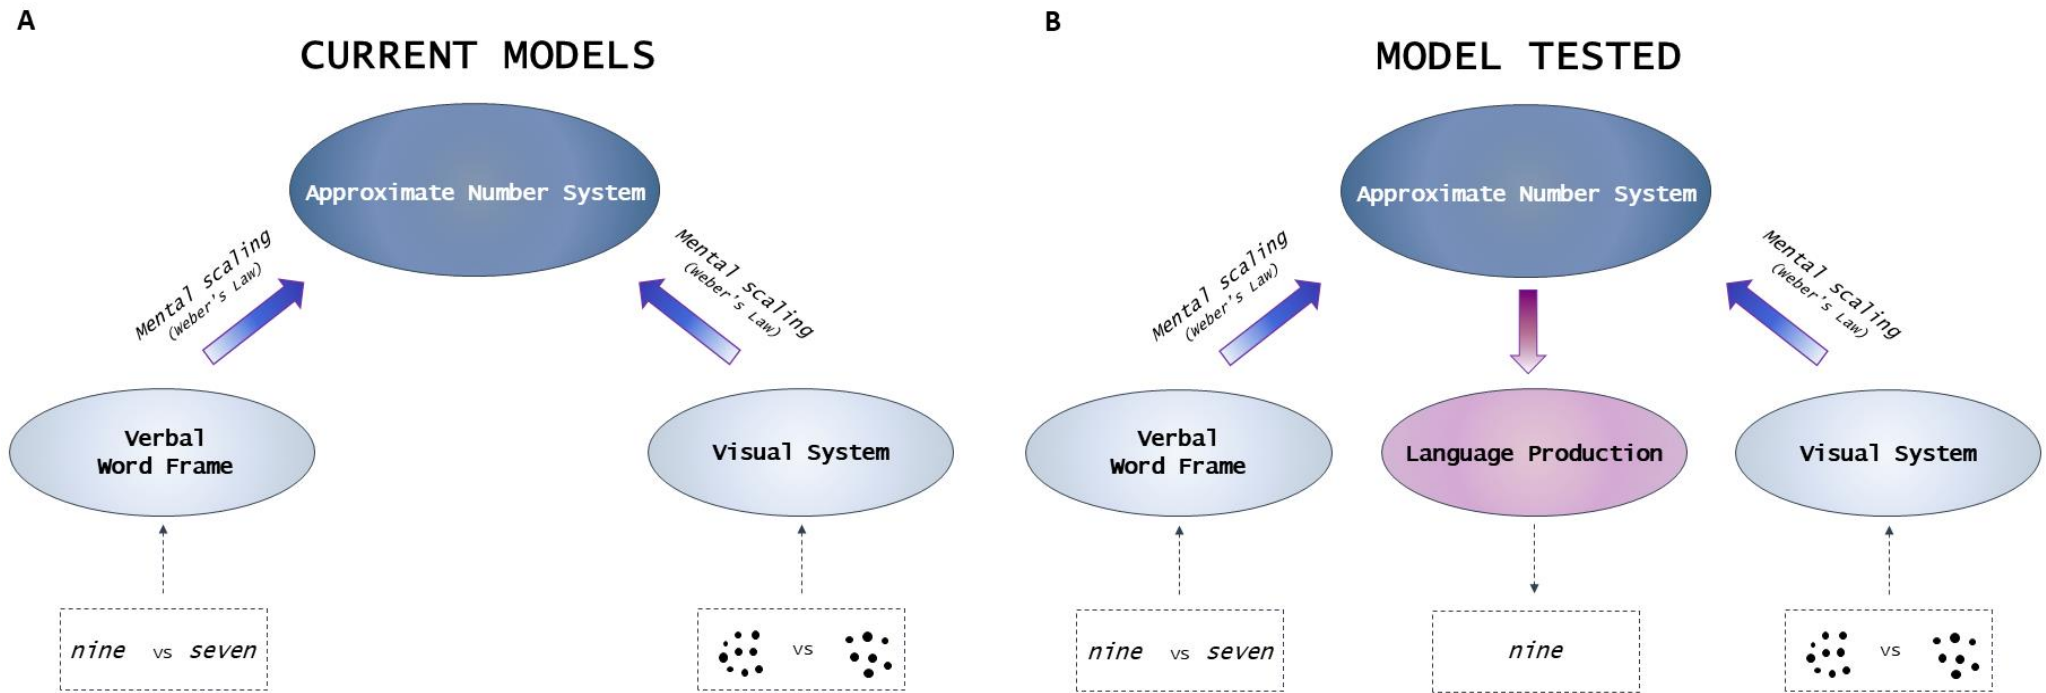 A
CURRENT MODELS
Approximate Number System
Mental scaling
(Weber's Law)
Mental scaling
(Weber's Law)
Verbal
Word Frame
Visual System
nine vs seven
vs
B
MODEL TESTED
Approximate Number System
Mental scaling
(Weber's Law)
Mental scaling
(Weber's Law)
Verbal
Word Frame
Language Production
Visual System
nine vs seven
nine
vs